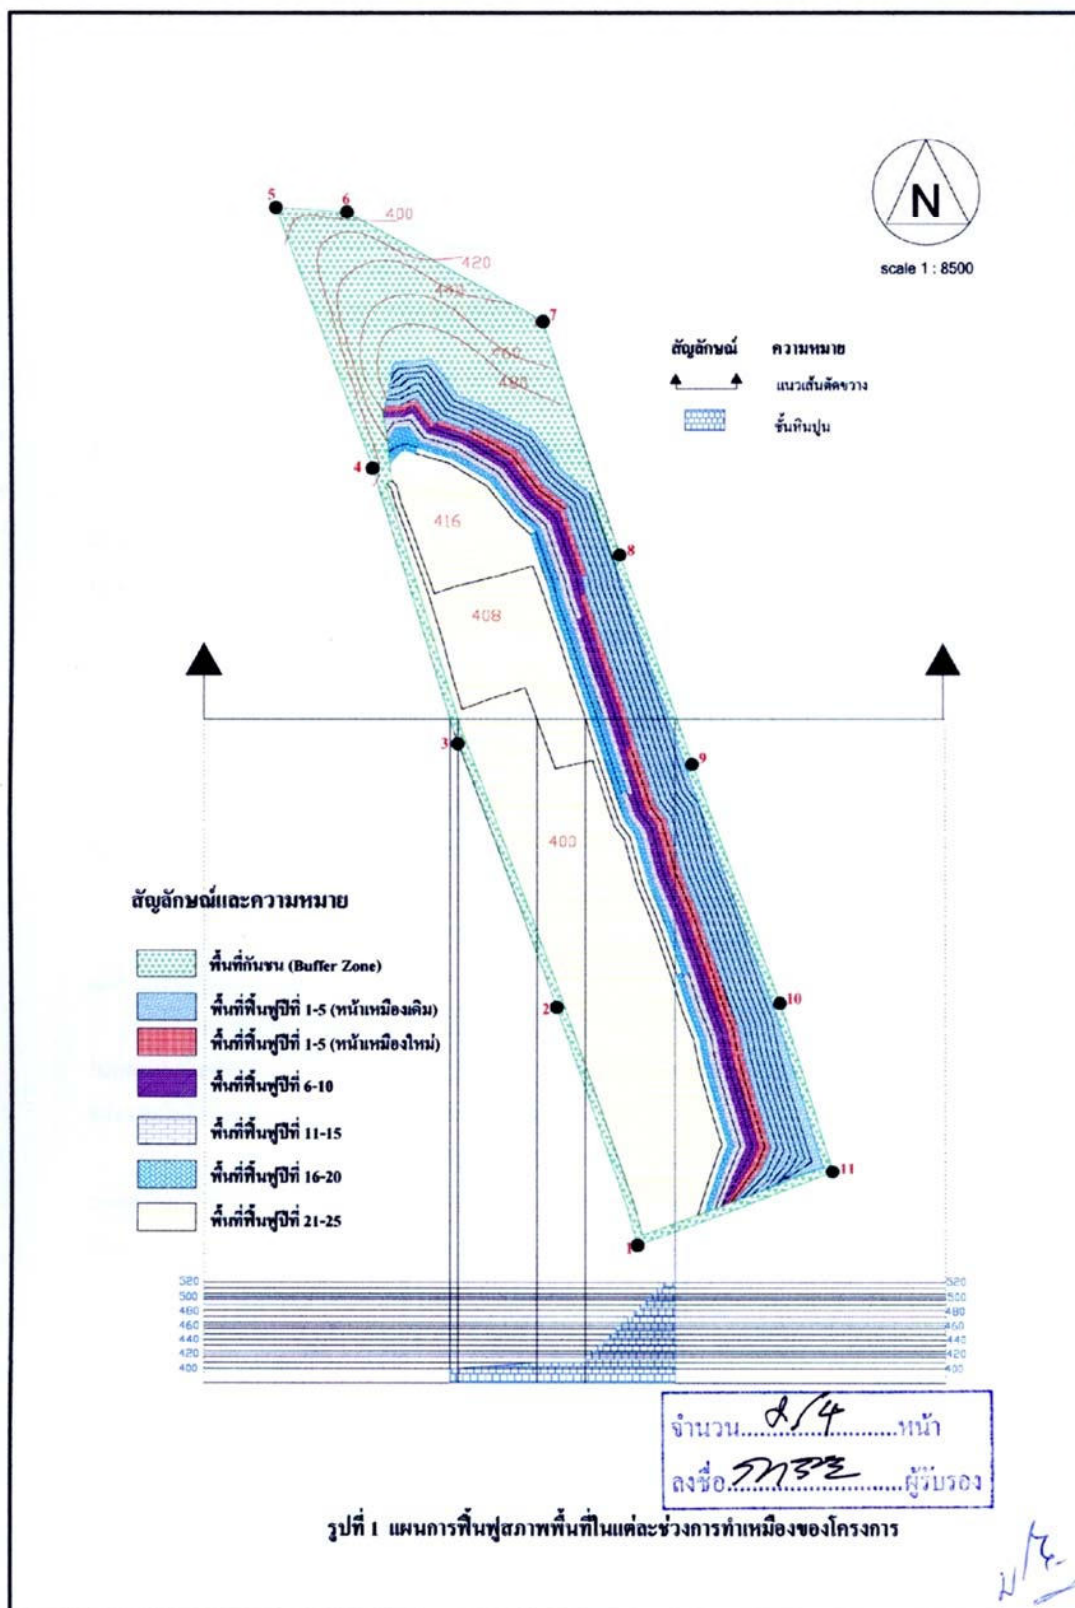 5
6
400
N
420
scale 1 : 8500
440
7
สัญลักษณ์ ความหมาย
460
แนวเส้นตัดขวาง
480
ชั้นหินปูน
4
416
8
408
3
9
400
สัญลักษณ์และความหมาย
พื้นที่กันชน (Buffer Zone)
2
10
พื้นที่ฟื้นฟูปีที่ 1-5 (หน้าเหมืองเดิม)
พื้นที่ฟื้นฟูปีที่ 1-5 (หน้าเหมืองใหม่)
พื้นที่ฟื้นฟูปีที่ 6-10
พื้นที่ฟื้นฟูปีที่ 11-15
11
พื้นที่ฟื้นฟูปีที่ 16-20
พื้นที่ฟื้นฟูปีที่ 21-25
1
520 520
500 500
480 480
460 460
440 440
420 420
400 400
จำนวน....................หน้า
ลงชื่อ....................ผู้รับรอง
รูปที่ 1 แผนการฟื้นฟูสภาพพื้นที่ในแต่ละช่วงการทำเหมืองของโครงการ